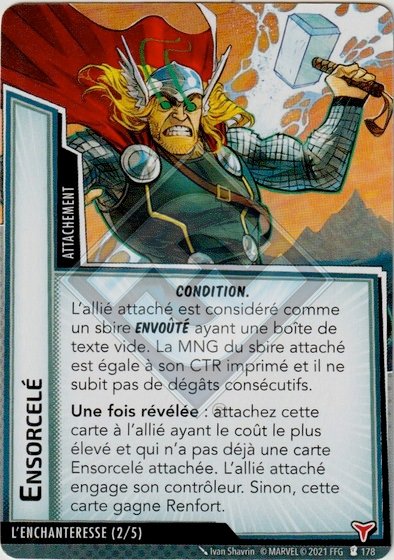 ATTACHEMENT
ENSORCELÉ
CONDITION.
L'allié attaché est considéré comme
un sbire ENVOÛTÉ ayant une boîte de
texte vide. La MNG du sbire attaché
est égale à son CTR imprimé et il ne
subit pas de dégâts consécutifs.
Une fois révélée : attachez cette
carte à l'allié ayant le coût le plus
élevé et qui n'a pas déjà une carte
Ensorcelé attachée. L'allié attaché
engage son contrôleur. Sinon, cette
carte gagne Renfort.
L'ENCHANTERESSE (2/5)
Ivan Shavrin © MARVEL © 2021 FFG 178